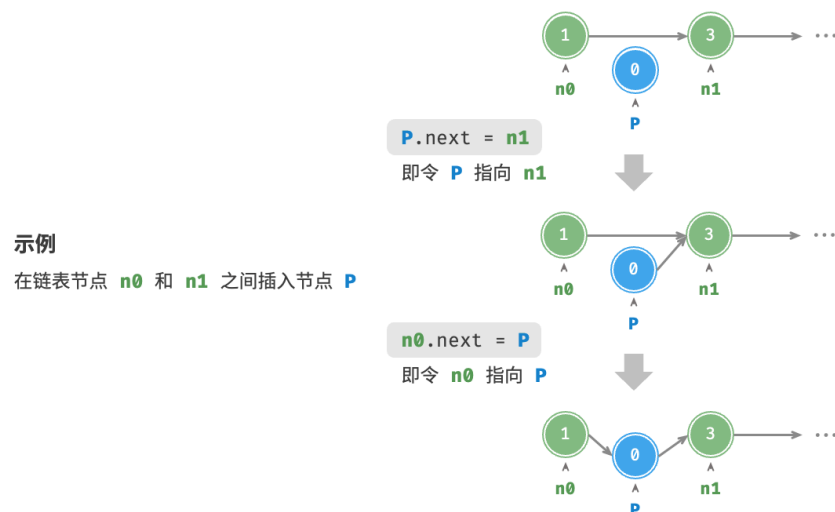 1 3 ...
0
n0 n1
P
P.next = n1
即令 P 指向 n1
示例
在链表节点 n0 和 n1 之间插入节点 P
1 3 ...
0
n0 n1
P
n0.next = P
即令 n0 指向 P
1 3 ...
0
n0 n1
P